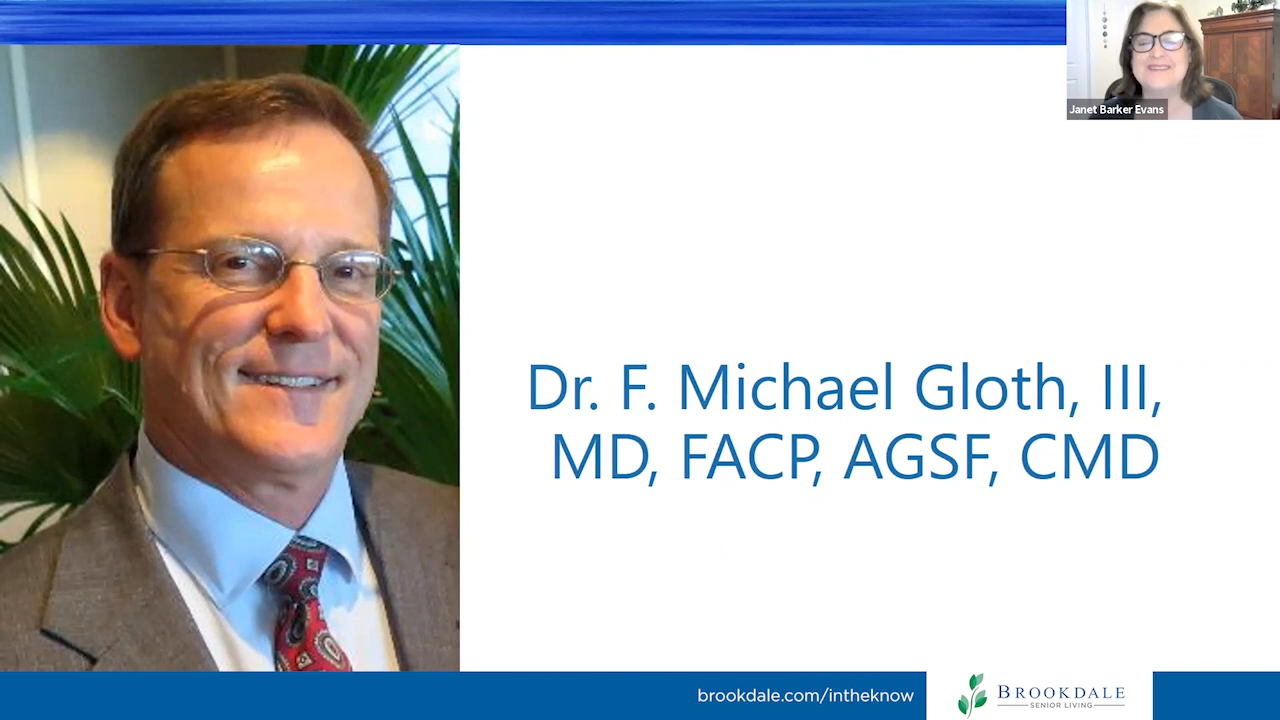 Janet Barker Evans
Dr. F. Michael Gloth, III,
MD, FACP, AGSF, CMD
brookdale.com/intheknow
BROOKDALE
SENIOR LIVING